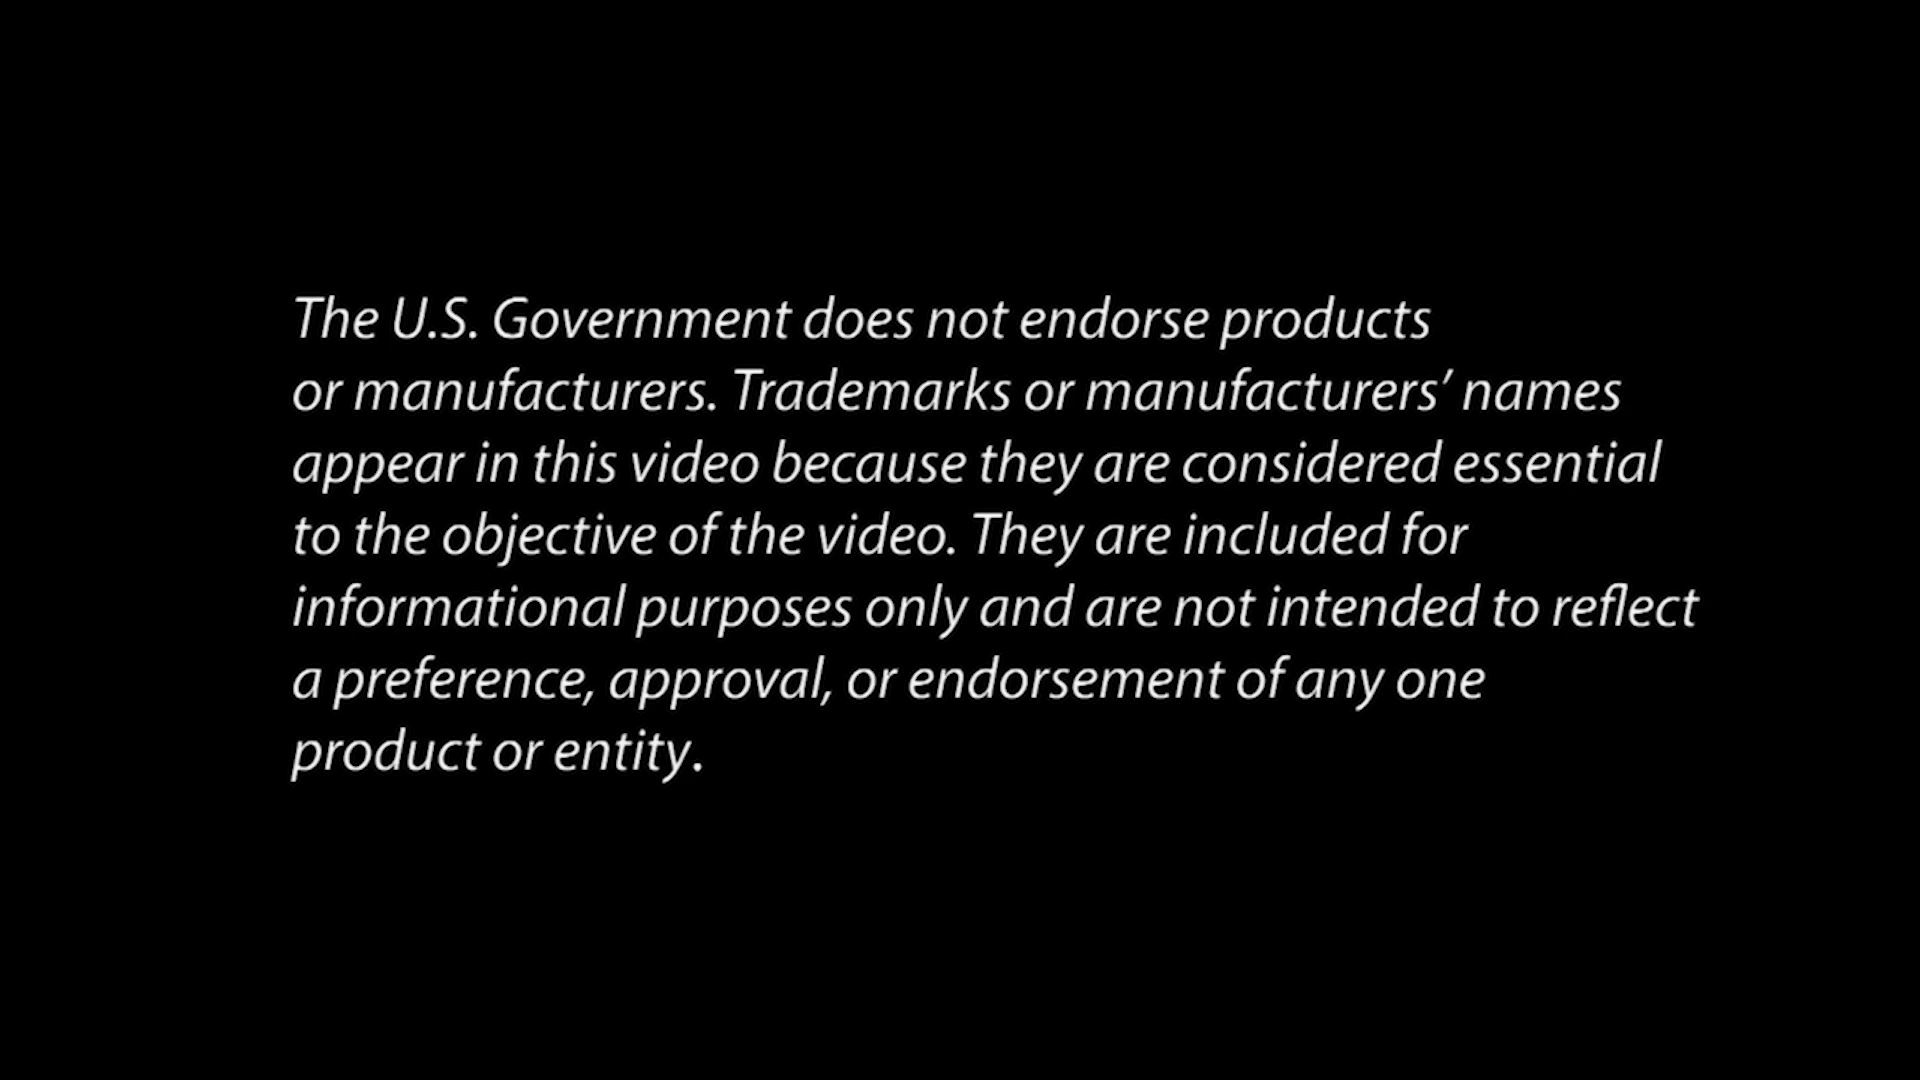 The U.S. Government does not endorse products
or manufacturers. Trademarks or manufacturers’ names
appear in this video because they are considered essential
to the objective of the video. They are included for
informational purposes only and are not intended to reflect
a preference, approval, or endorsement of any one
product or entity.